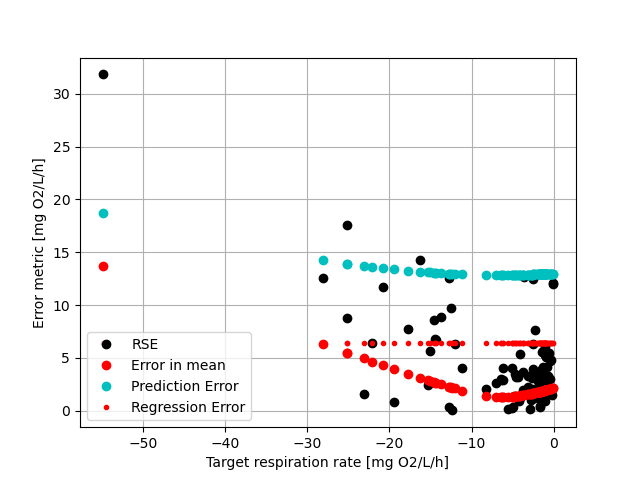 30
25
20
15
10
5
0
Error metric [mg O2/L/h]
RSE
Error in mean
Prediction Error
Regression Error
−50
−40
−30
−20
−10
0
Target respiration rate [mg O2/L/h]